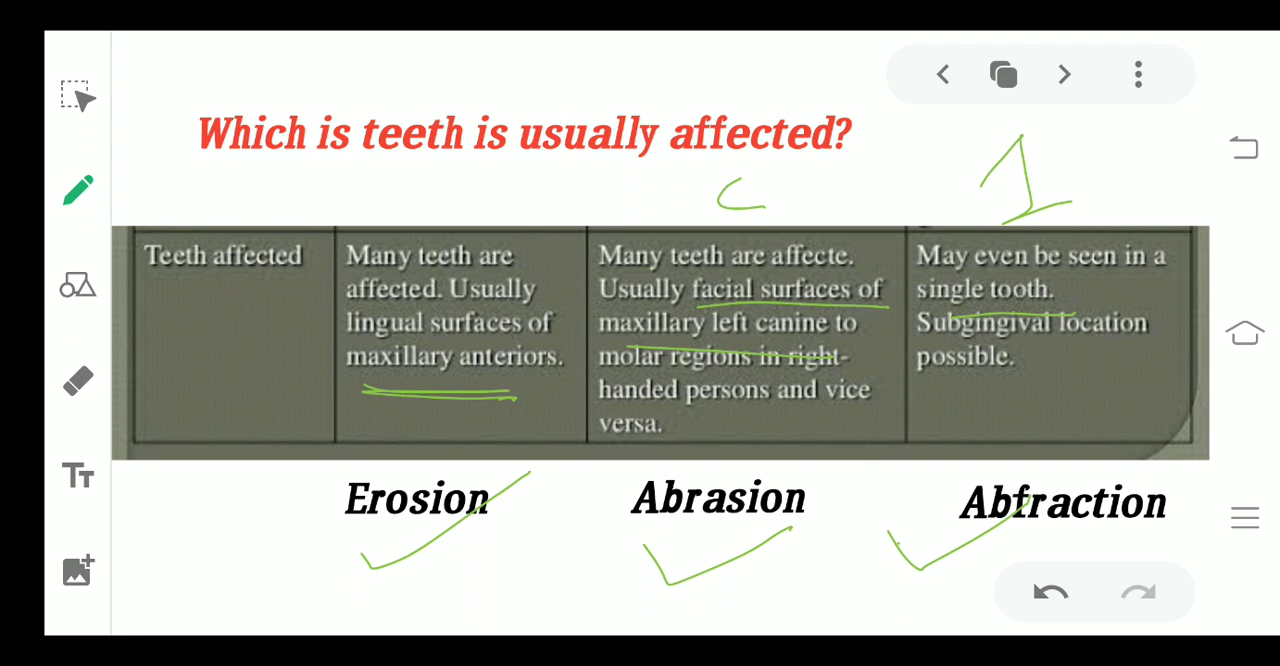 Which is teeth is usually affected?
C
1
Teeth affected
Many teeth are
affected. Usually
lingual surfaces of
maxillary anteriors.
Many teeth are affecte.
Usually facial surfaces of
maxillary left canine to
molar regions in right-
handed persons and vice
versa.
May even be seen in a
single tooth.
Subgingival location
possible.
Erosion
Abrasion
Abfraction
TT